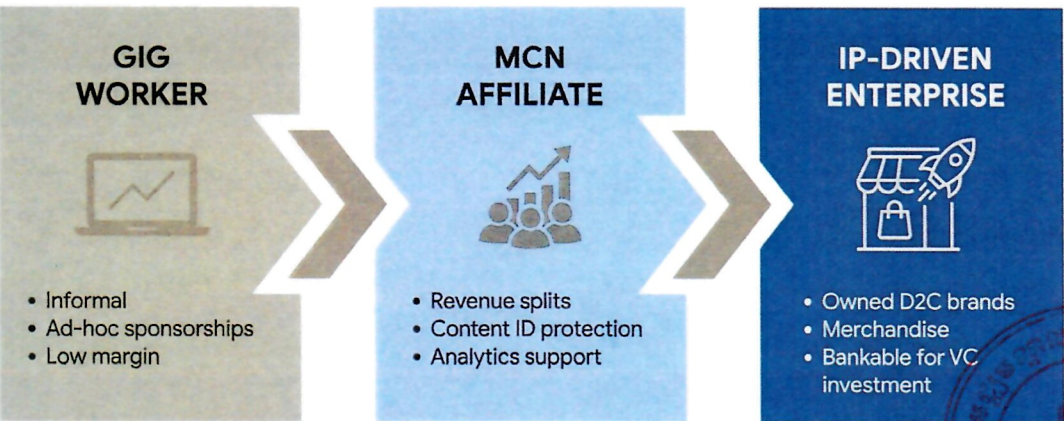 GIG
WORKER
• Informal
• Ad-hoc sponsorships
• Low margin
MCN
AFFILIATE
• Revenue splits
• Content ID protection
• Analytics support
IP-DRIVEN
ENTERPRISE
• Owned D2C brands
• Merchandise
• Bankable for VC
investment